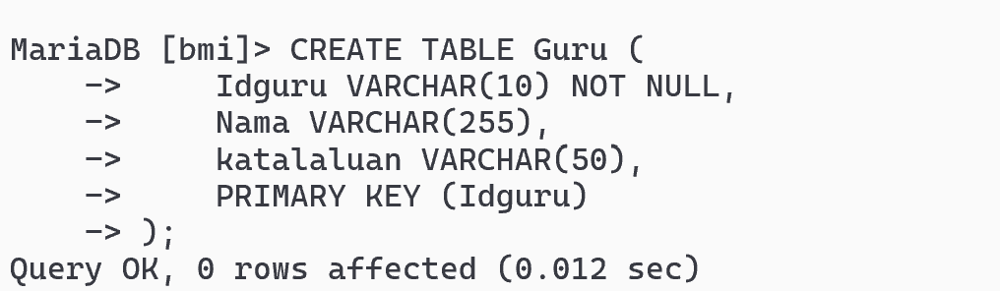 MariaDB [bmi]> CREATE TABLE Guru (
    ->     Idguru VARCHAR(10) NOT NULL,
    ->     Nama VARCHAR(255),
    ->     katalaluan VARCHAR(50),
    ->     PRIMARY KEY (Idguru)
    -> );
Query OK, 0 rows affected (0.012 sec)